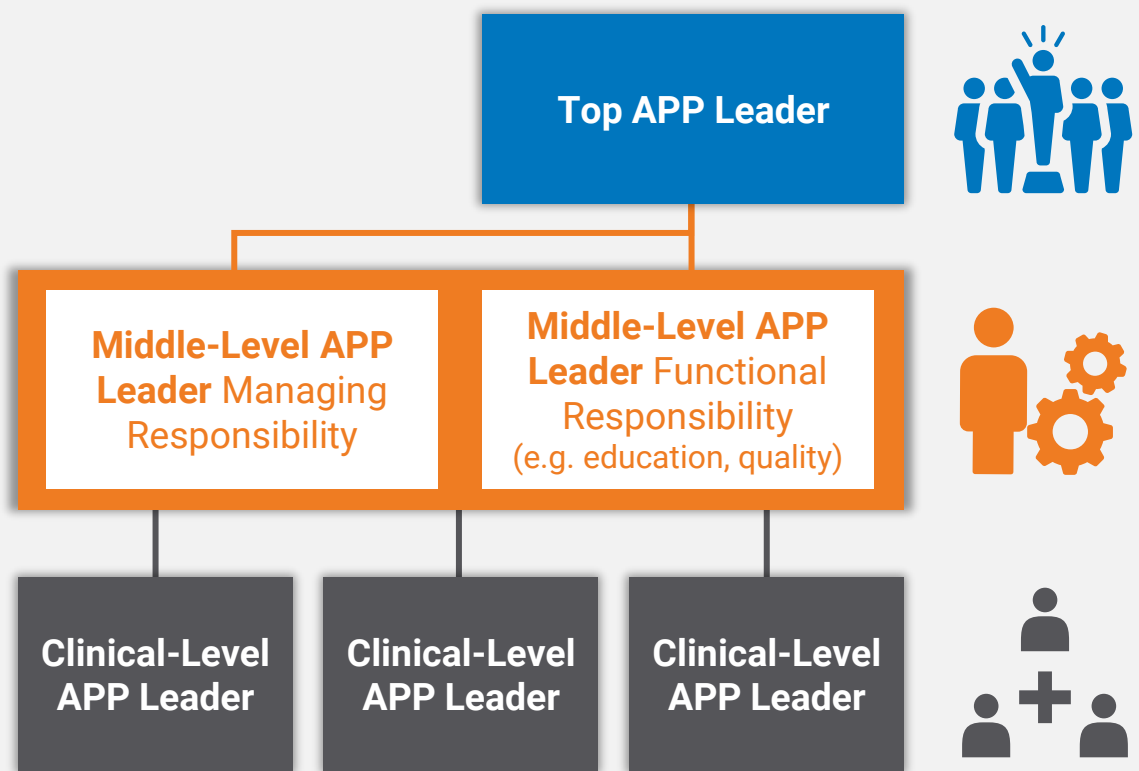 Top APP Leader
Middle-Level APP
Leader Managing
Responsibility
Middle-Level APP
Leader Functional
Responsibility
(e.g. education, quality)
Clinical-Level
APP Leader
Clinical-Level
APP Leader
Clinical-Level
APP Leader